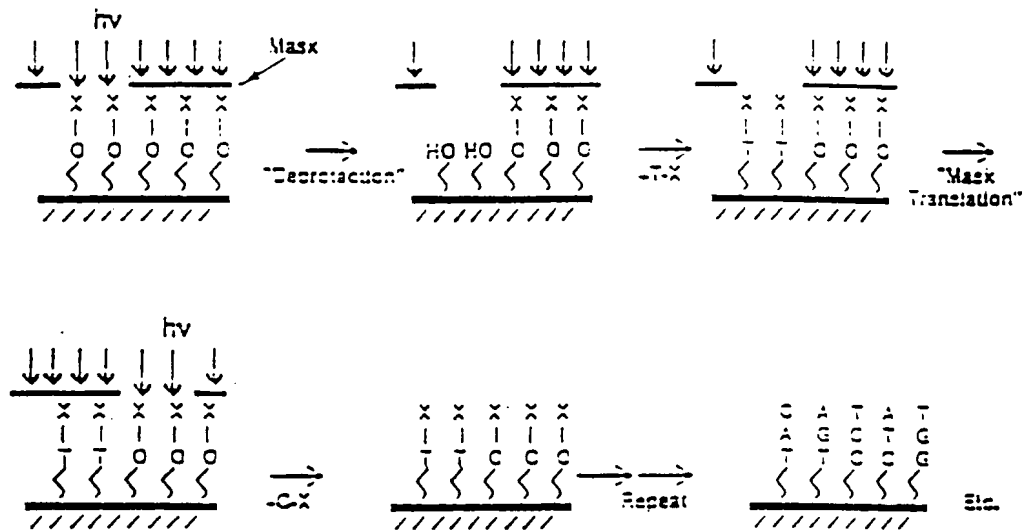 hν
Mask
X X X X X
O O O O O
"Deprotection"
X X X
HO HO O O O
+T-X
X X X X X
T T O O O
"Mask
Translation"
hν
X X X X X
T T O O O
+C-X
X X X X X
T T C C O
Repeat
C A T A T
A G C T G
T T C C G
Etc.